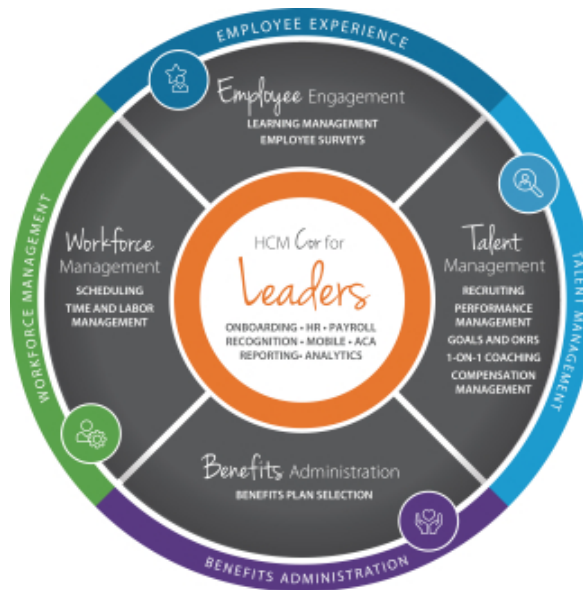 EMPLOYEE EXPERIENCE
Employee Engagement
LEARNING MANAGEMENT
EMPLOYEE SURVEYS
WORKFORCE MANAGEMENT
Workforce
Management
SCHEDULING
TIME AND LABOR
MANAGEMENT
HCM Cor for
Leaders
ONBOARDING • HR • PAYROLL
RECOGNITION • MOBILE • ACA
REPORTING• ANALYTICS
Talent
Management
RECRUITING
PERFORMANCE
MANAGEMENT
GOALS AND OKRS
1-ON-1 COACHING
COMPENSATION
MANAGEMENT
TALENT MANAGEMENT
Benefits Administration
BENEFITS PLAN SELECTION
BENEFITS ADMINISTRATION